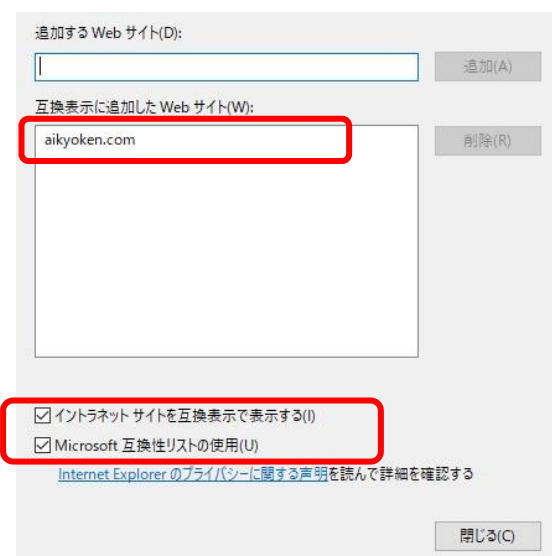 追加する Web サイト(D):
追加(A)
互換表示に追加した Web サイト(W):
aikyoken.com
削除(R)
イントラネット サイトを互換表示で表示する(I)
Microsoft 互換性リストの使用(U)
Internet Explorer のプライバシーに関する声明を読んで詳細を確認する
閉じる(C)